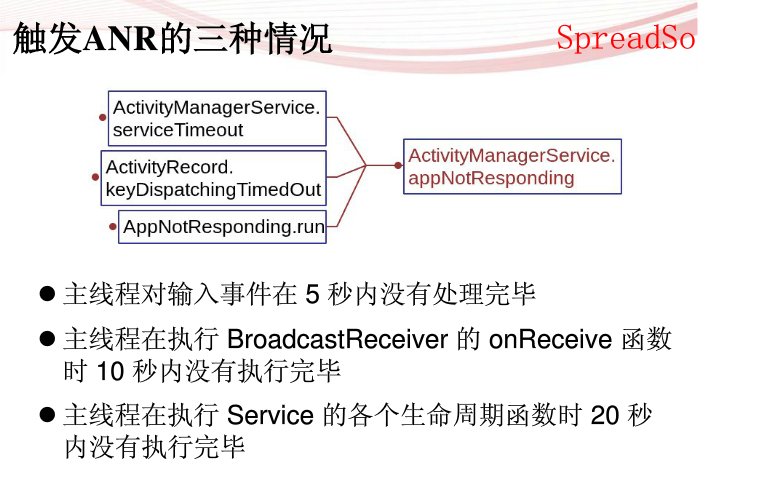 触发ANR的三种情况
SpreadSo
ActivityManagerService.
serviceTimeout
ActivityRecord.
keyDispatchingTimedOut
AppNotResponding.run
ActivityManagerService.
appNotResponding
● 主线程对输入事件在 5 秒内没有处理完毕
● 主线程在执行 BroadcastReceiver 的 onReceive 函数
时 10 秒内没有执行完毕
● 主线程在执行 Service 的各个生命周期函数时 20 秒
内没有执行完毕